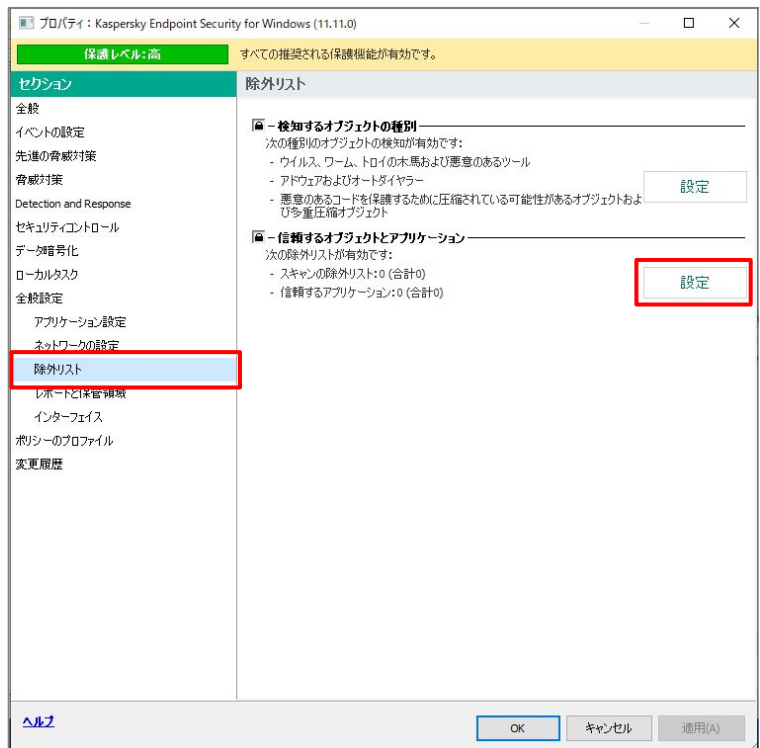 プロパティ：Kaspersky Endpoint Security for Windows (11.11.0)
保護レベル：高
すべての推奨される保護機能が有効です。
セクション
全般
イベントの設定
先進の脅威対策
脅威対策
Detection and Response
セキュリティコントロール
データ暗号化
ローカルタスク
全般設定
アプリケーション設定
ネットワークの設定
除外リスト
レポートと保管領域
インターフェイス
ポリシーのプロファイル
変更履歴
除外リスト
検知するオブジェクトの種別
次の種別のオブジェクトの検知が有効です：
- ウイルス、ワーム、トロイの木馬および悪意のあるツール
- アドウェアおよびオートダイヤラー
- 悪意のあるコードを保護するために圧縮されている可能性があるオブジェクトおよ
び多重圧縮オブジェクト
設定
信頼するオブジェクトとアプリケーション
次の除外リストが有効です：
- スキャンの除外リスト：0 (合計0)
- 信頼するアプリケーション：0 (合計0)
設定
ヘルプ
OK
キャンセル
適用(A)